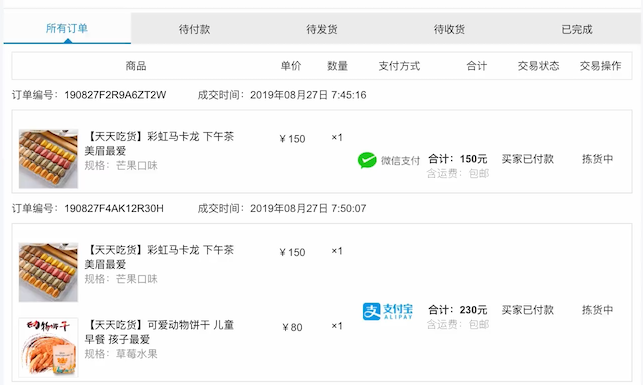 所有订单 待付款 待发货 待收货 已完成
商品 单价 数量 支付方式 合计 交易状态 交易操作
订单编号：190827F2R9A6ZT2W 成交时间：2019年08月27日 7:45:16
【天天吃货】彩虹马卡龙 下午茶
美眉最爱
规格：芒果口味
￥150 ×1
微信支付
合计：150元
含运费：包邮
买家已付款 拣货中
订单编号：190827F4AK12R30H 成交时间：2019年08月27日 7:50:07
【天天吃货】彩虹马卡龙 下午茶
美眉最爱
规格：芒果口味
￥150 ×1
支 支付宝
ALIPAY
合计：230元
含运费：包邮
买家已付款 拣货中
动物饼干
【天天吃货】可爱动物饼干 儿童
早餐 孩子最爱
规格：草莓水果
￥80 ×1